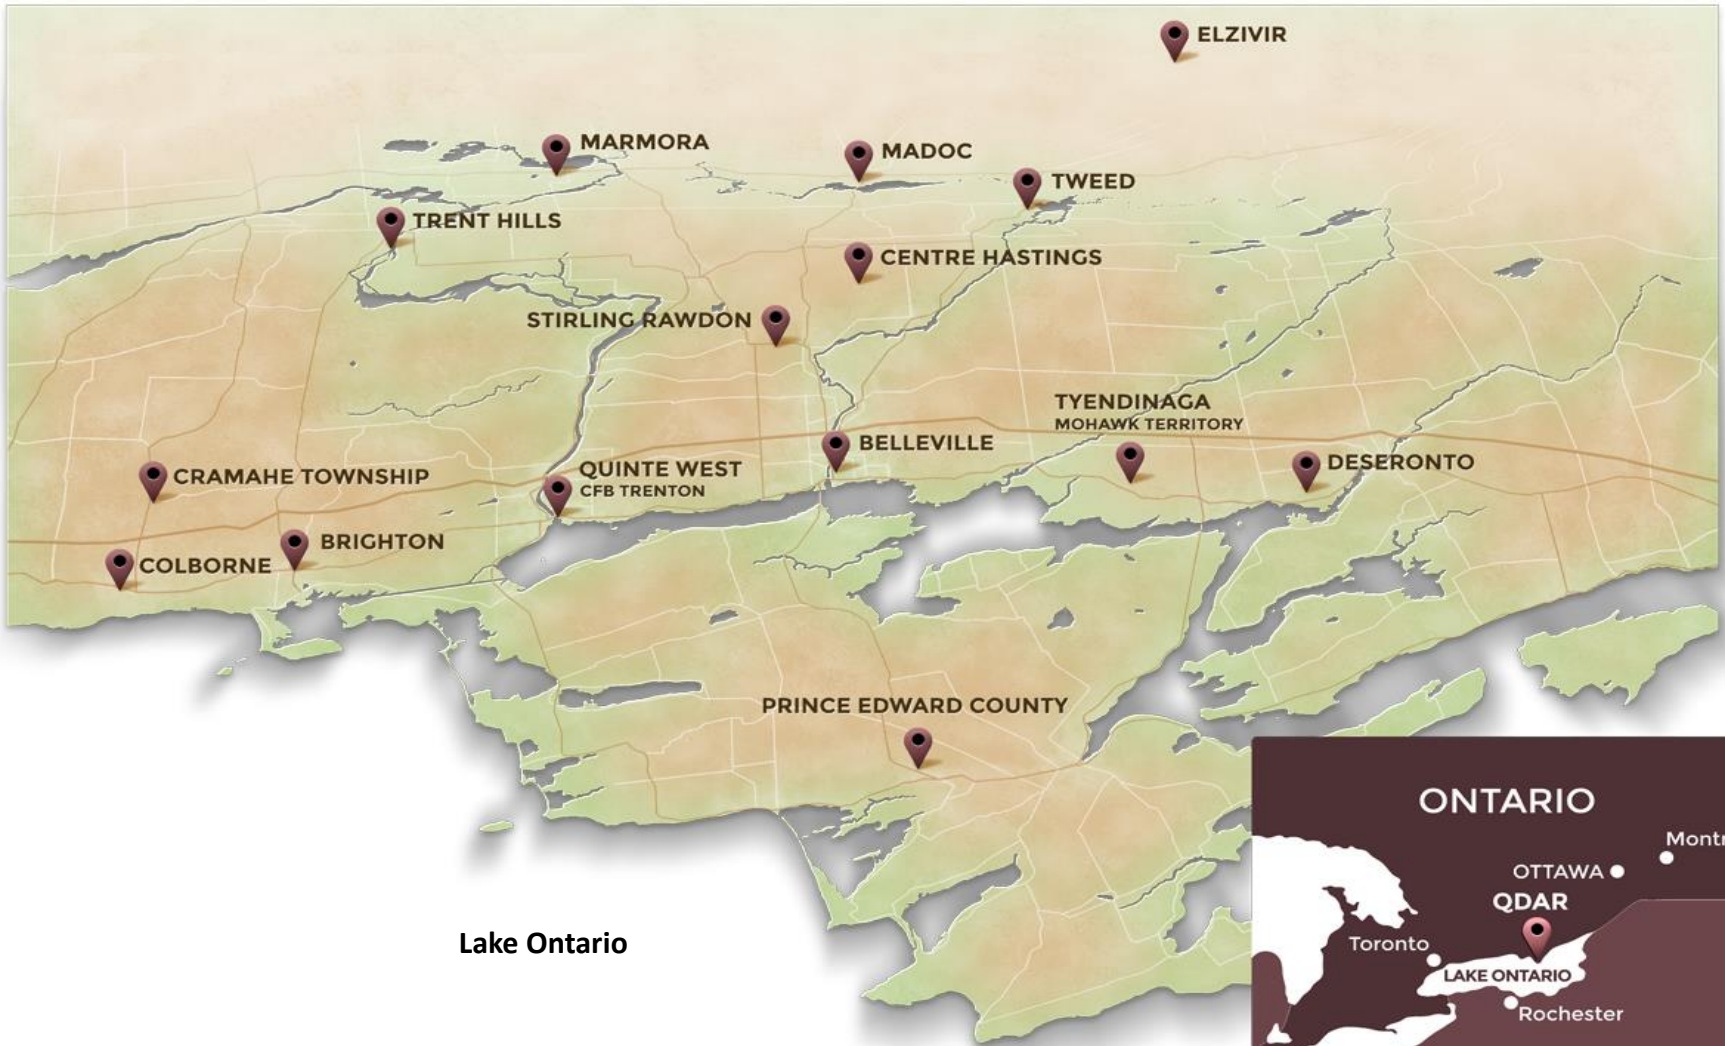 ELZIVIR
MARMORA
MADOC
TWEED
TRENT HILLS
CENTRE HASTINGS
STIRLING RAWDON
TYENDINAGA
MOHAWK TERRITORY
BELLEVILLE
DESERONTO
QUINTE WEST
CFB TRENTON
CRAMAHE TOWNSHIP
BRIGHTON
COLBORNE
PRINCE EDWARD COUNTY
Lake Ontario
ONTARIO
Montr
OTTAWA
QDAR
Toronto
LAKE ONTARIO
Rochester